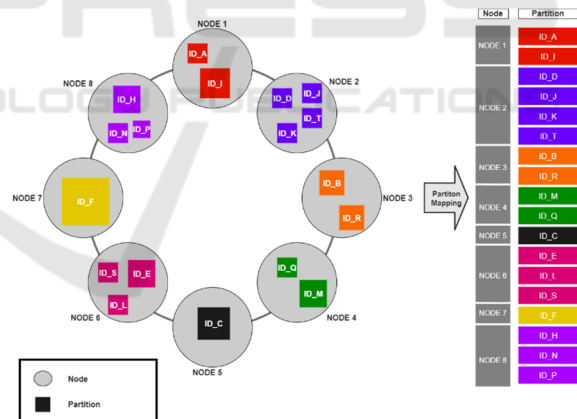 NODE 1
ID_A
ID_I
NODE 2
ID_D
ID_J
ID_T
ID_K
NODE 8
ID_H
ID_N
ID_P
NODE 7
ID_F
NODE 3
ID_B
ID_R
NODE 6
ID_S
ID_E
ID_L
NODE 4
ID_Q
ID_M
NODE 5
ID_C
Node
Partition
Partiton
Mapping
Node Partition
NODE 1
ID_A
ID_I
NODE 2
ID_D
ID_J
ID_K
ID_T
NODE 3
ID_B
ID_R
NODE 4
ID_M
ID_Q
NODE 5
ID_C
NODE 6
ID_E
ID_L
ID_S
NODE 7
ID_F
NODE 8
ID_H
ID_N
ID_P